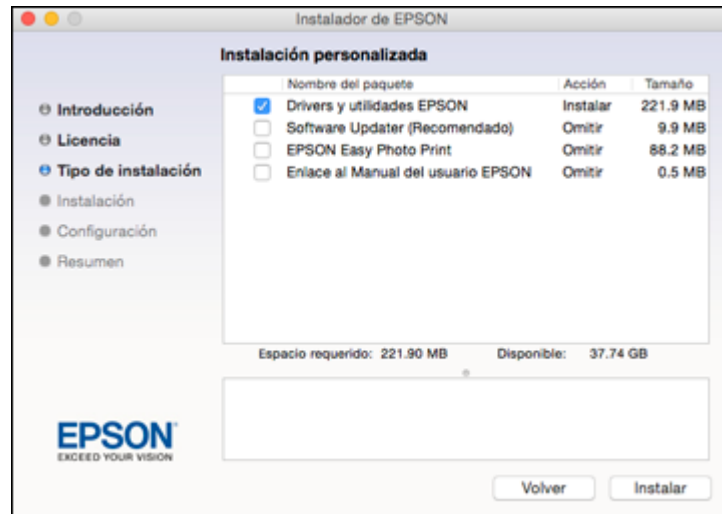 Instalador de EPSON
Instalación personalizada
Introducción
Licencia
Tipo de instalación
Instalación
Configuración
Resumen
Nombre del paquete Acción Tamaño
Drivers y utilidades EPSON Instalar 221.9 MB
Software Updater (Recomendado) Omitir 9.9 MB
EPSON Easy Photo Print Omitir 88.2 MB
Enlace al Manual del usuario EPSON Omitir 0.5 MB
Espacio requerido: 221.90 MB Disponible: 37.74 GB
EPSON
EXCEED YOUR VISION
Volver Instalar